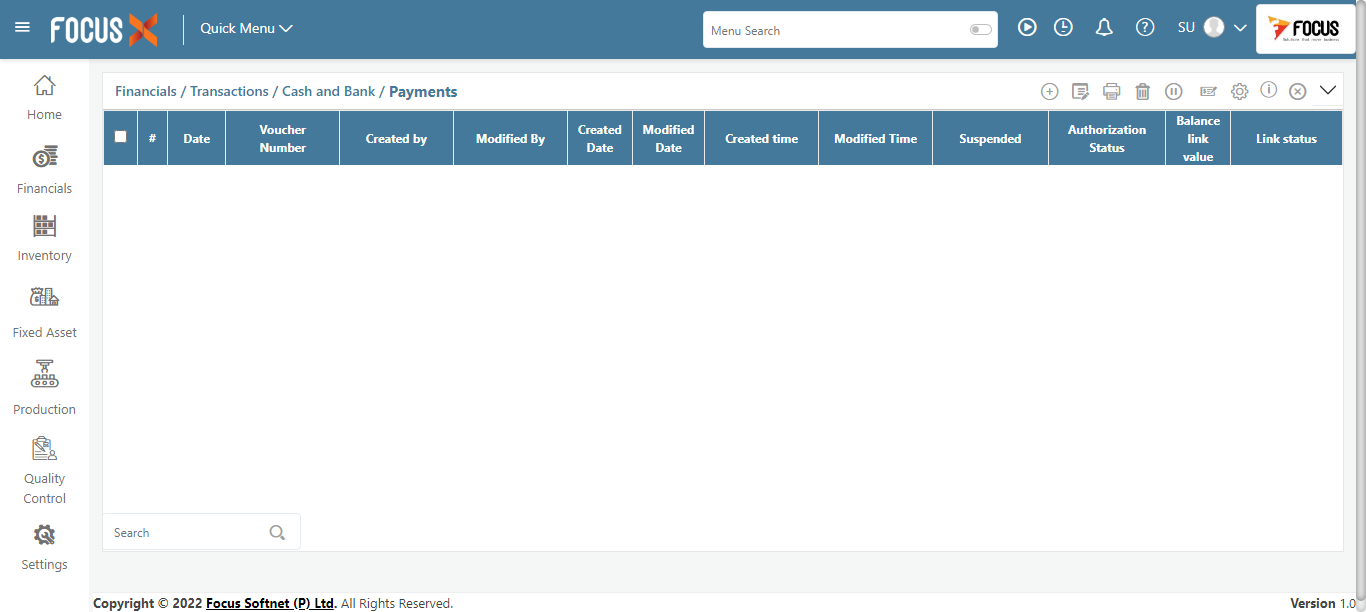 FOCUS X
Quick Menu
Menu Search
SU
FOCUS
Home
Financials
Inventory
Fixed Asset
Production
Quality
Control
Settings
Financials / Transactions / Cash and Bank / Payments
#
Date
Voucher
Number
Created by
Modified By
Created
Date
Modified
Date
Created time
Modified Time
Suspended
Authorization
Status
Balance
link
value
Link status
Search
Copyright © 2022 Focus Softnet (P) Ltd. All Rights Reserved.
Version 1.0